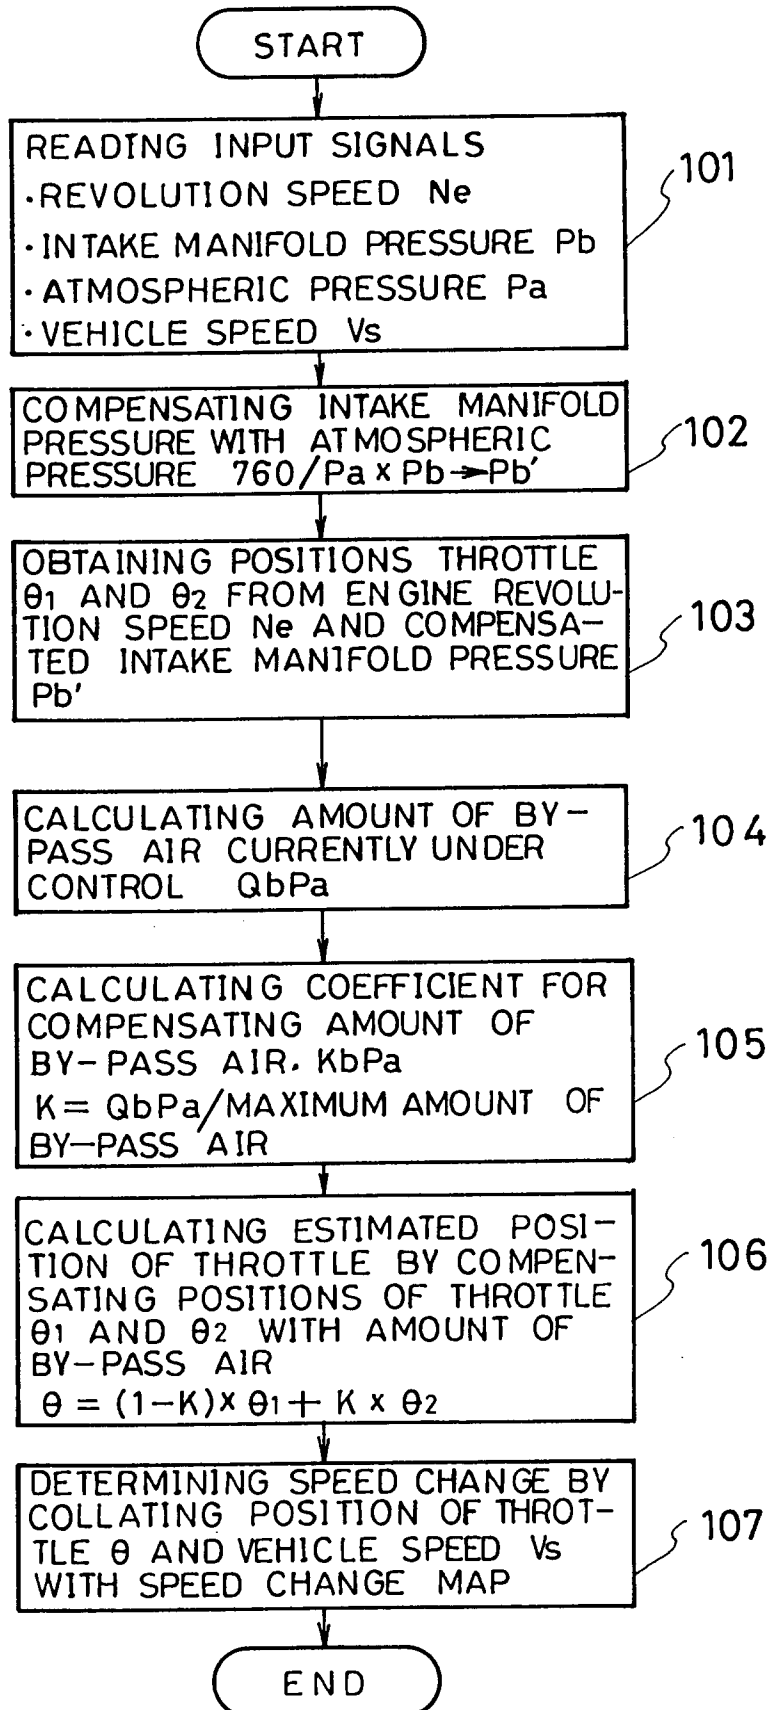 START
READING INPUT SIGNALS
·REVOLUTION SPEED Ne
·INTAKE MANIFOLD PRESSURE Pb
·ATMOSPHERIC PRESSURE Pa
·VEHICLE SPEED Vs
101
COMPENSATING INTAKE MANIFOLD
PRESSURE WITH ATMOSPHERIC
PRESSURE 760/Pa × Pb → Pb′
102
OBTAINING POSITIONS THROTTLE
θ1 AND θ2 FROM ENGINE REVOLU-
TION SPEED Ne AND COMPENSA-
TED INTAKE MANIFOLD PRESSURE
Pb′
103
CALCULATING AMOUNT OF BY-
PASS AIR CURRENTLY UNDER
CONTROL QbPa
104
CALCULATING COEFFICIENT FOR
COMPENSATING AMOUNT OF
BY-PASS AIR. KbPa
K = QbPa/MAXIMUM AMOUNT OF
BY-PASS AIR
105
CALCULATING ESTIMATED POSI-
TION OF THROTTLE BY COMPEN-
SATING POSITIONS OF THROTTLE
θ1 AND θ2 WITH AMOUNT OF
BY-PASS AIR
θ = (1-K) × θ1 + K × θ2
106
DETERMINING SPEED CHANGE BY
COLLATING POSITION OF THROT-
TLE θ AND VEHICLE SPEED Vs
WITH SPEED CHANGE MAP
107
END